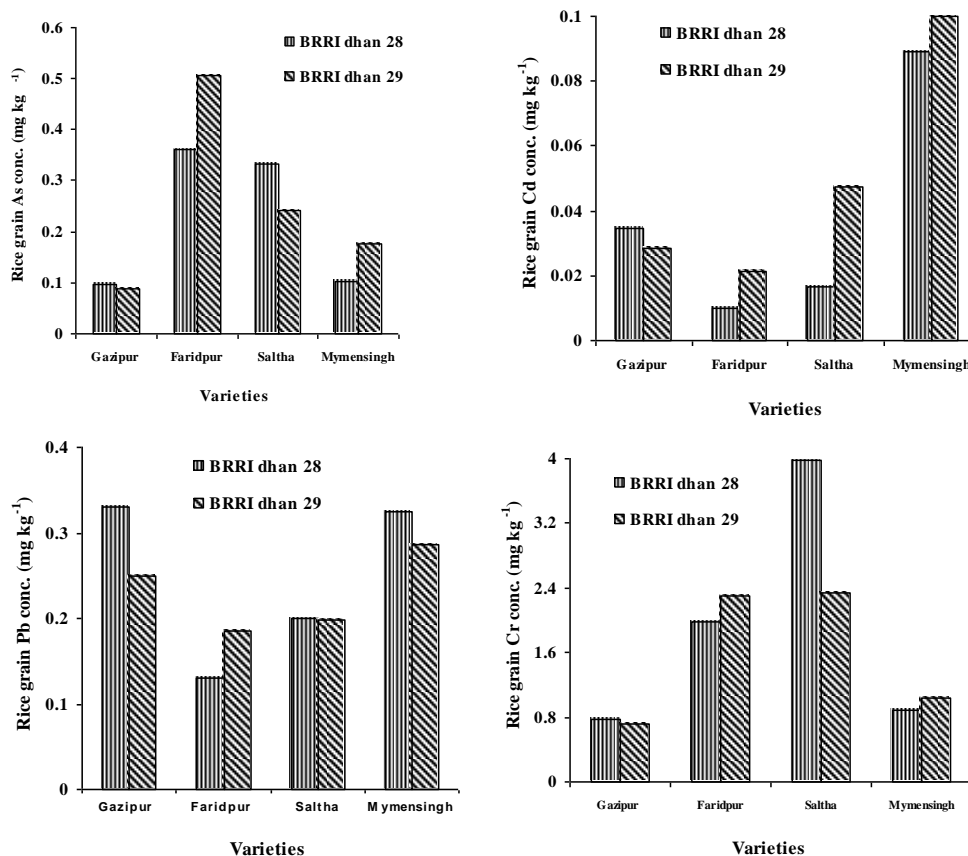 Rice grain As conc. (mg kg -1)
0.6
0.5
0.4
0.3
0.2
0.1
0
BRRI dhan 28
BRRI dhan 29
Gazipur Faridpur Saltha Mymensingh
Varieties
Rice grain Cd conc. (mg kg-1)
0.1
0.08
0.06
0.04
0.02
0
BRRI dhan 28
BRRI dhan 29
Gazipur Faridpur Saltha Mymensingh
Varieties
Rice grain Pb conc. (mg kg-1)
0.4
0.3
0.2
0.1
0
BRRI dhan 28
BRRI dhan 29
Gazipur Faridpur Saltha Mymensingh
Varieties
Rice grain Cr conc. (mg kg-1)
4
3.2
2.4
1.6
0.8
0
BRRI dhan 28
BRRI dhan 29
Gazipur Faridpur Saltha Mymensingh
Varieties